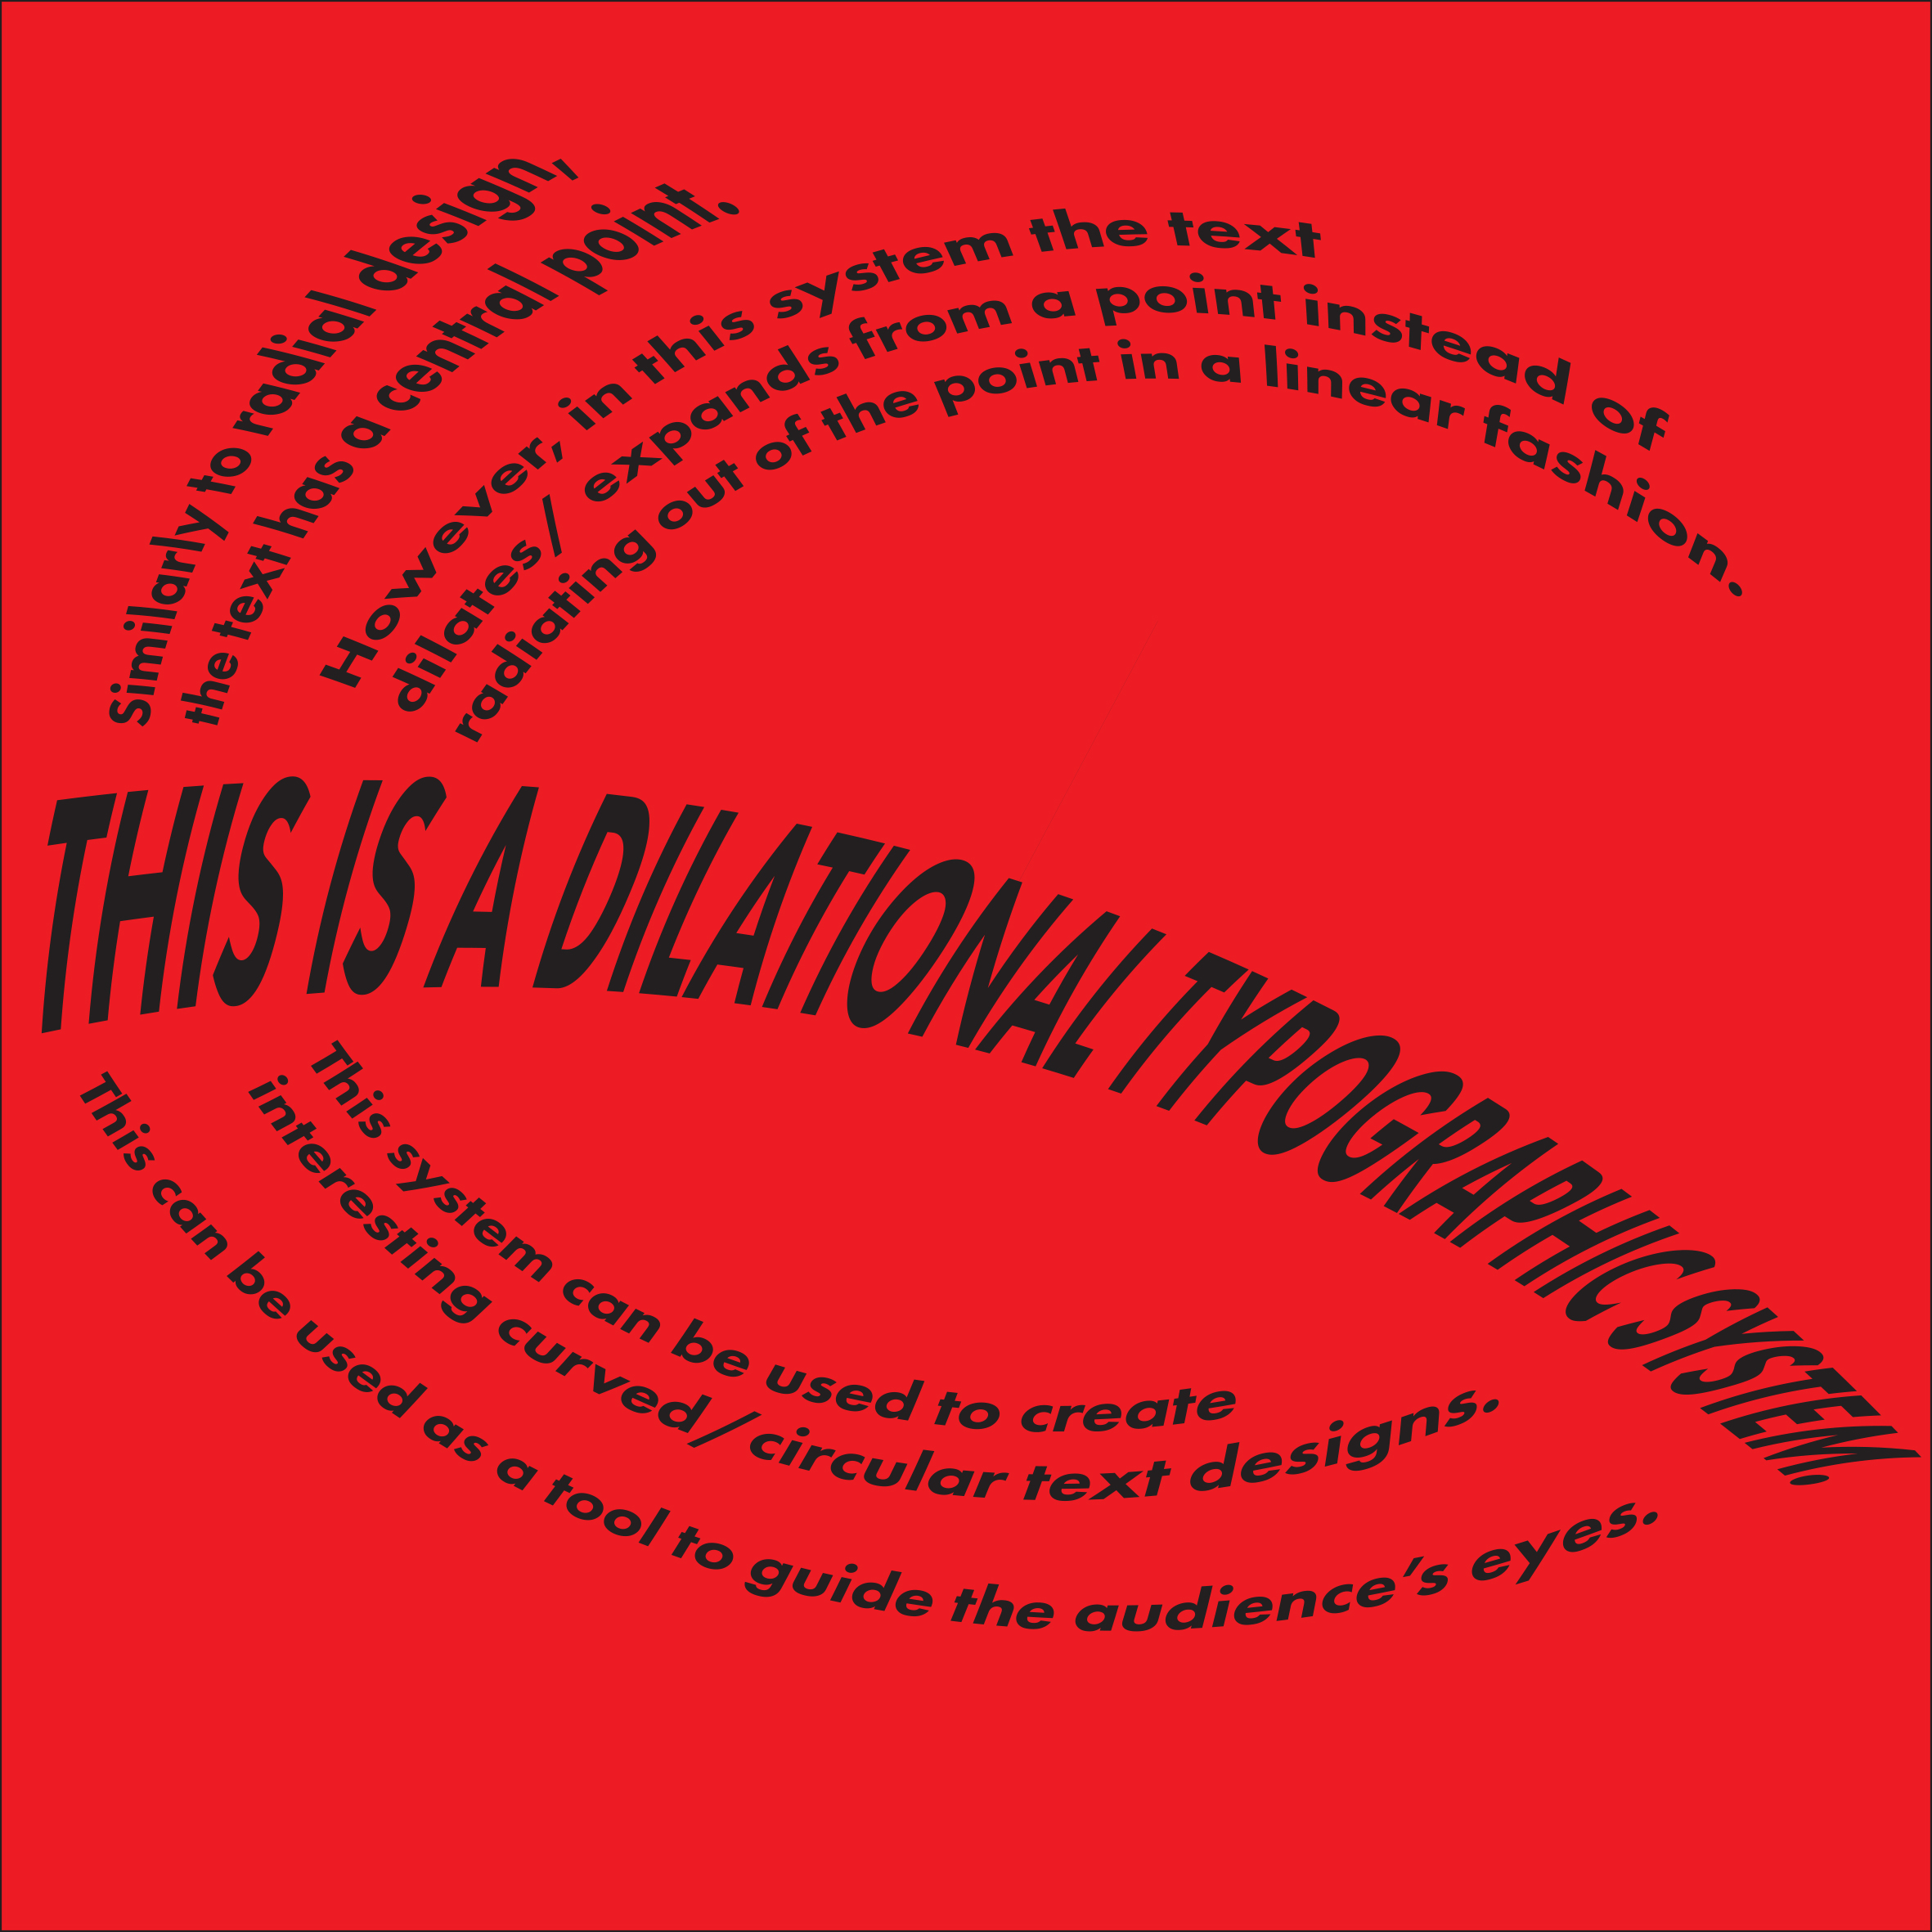 Similarly to radial design,
the text has a central point.
However, in this system the text
dilates/ expands from a point instead of
radiating out of the point in a linear fashion.
THIS IS A DILATIONAL TYPOGRAPHIC SYSTEM.
This system can be used to create
interesting curved/ circular text designs.
This can be used as a tool to guide the audience's eyes.